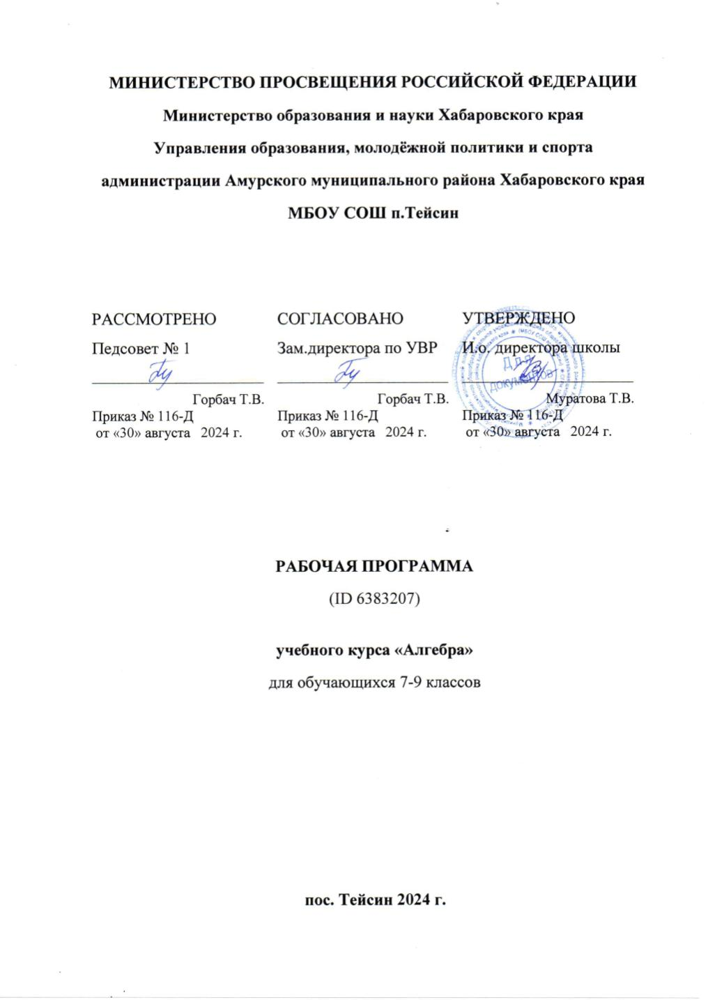 МИНИСТЕРСТВО ПРОСВЕЩЕНИЯ РОССИЙСКОЙ ФЕДЕРАЦИИ
Министерство образования и науки Хабаровского края
Управления образования, молодёжной политики и спорта
администрации Амурского муниципального района Хабаровского края
МБОУ СОШ п.Тейсин
РАССМОТРЕНО СОГЛАСОВАНО УТВЕРЖДЕНО
Педсовет № 1 Зам.директора по УВР И.о. директора школы
Для
документов
Горбач Т.В. Горбач Т.В. Муратова Т.В.
Приказ № 116-Д Приказ № 116-Д Приказ № 116-Д
от «30» августа 2024 г. от «30» августа 2024 г. от «30» августа 2024 г.
РАБОЧАЯ ПРОГРАММА
(ID 6383207)
учебного курса «Алгебра»
для обучающихся 7-9 классов
пос. Тейсин 2024 г.